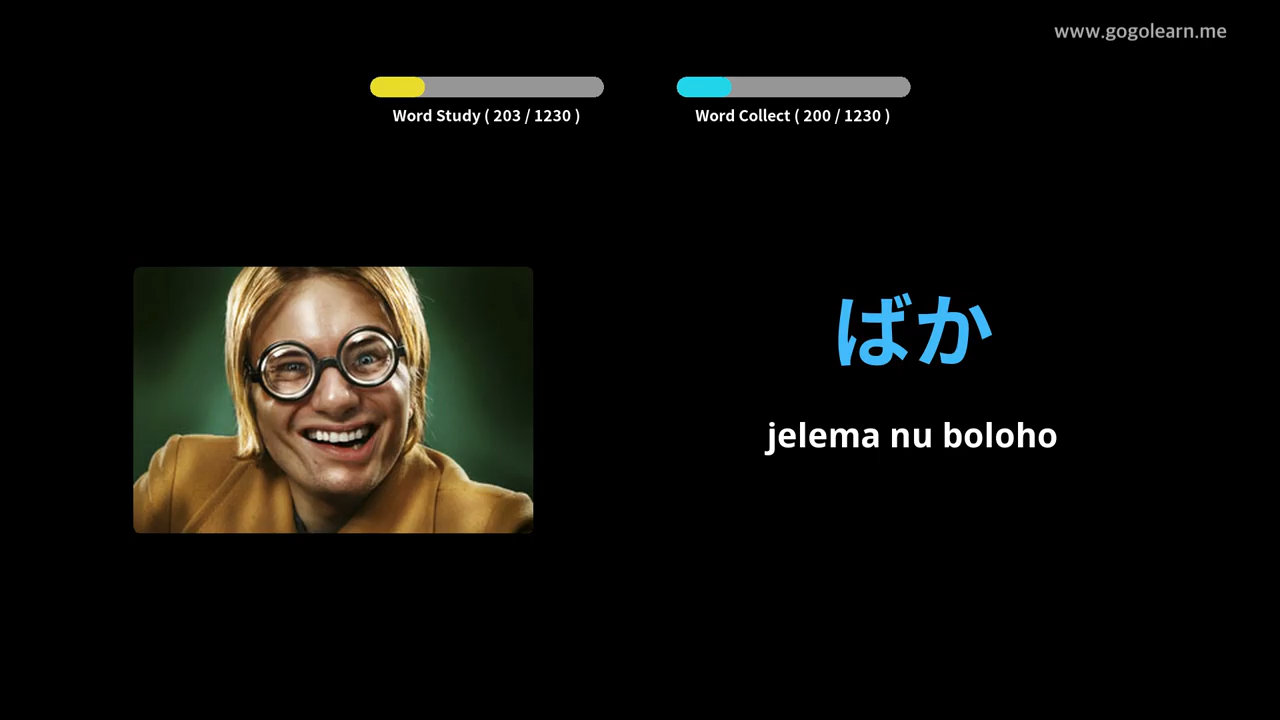 www.gogolearn.me
Word Study ( 203 / 1230 )
Word Collect ( 200 / 1230 )
ばか
jelema nu boloho